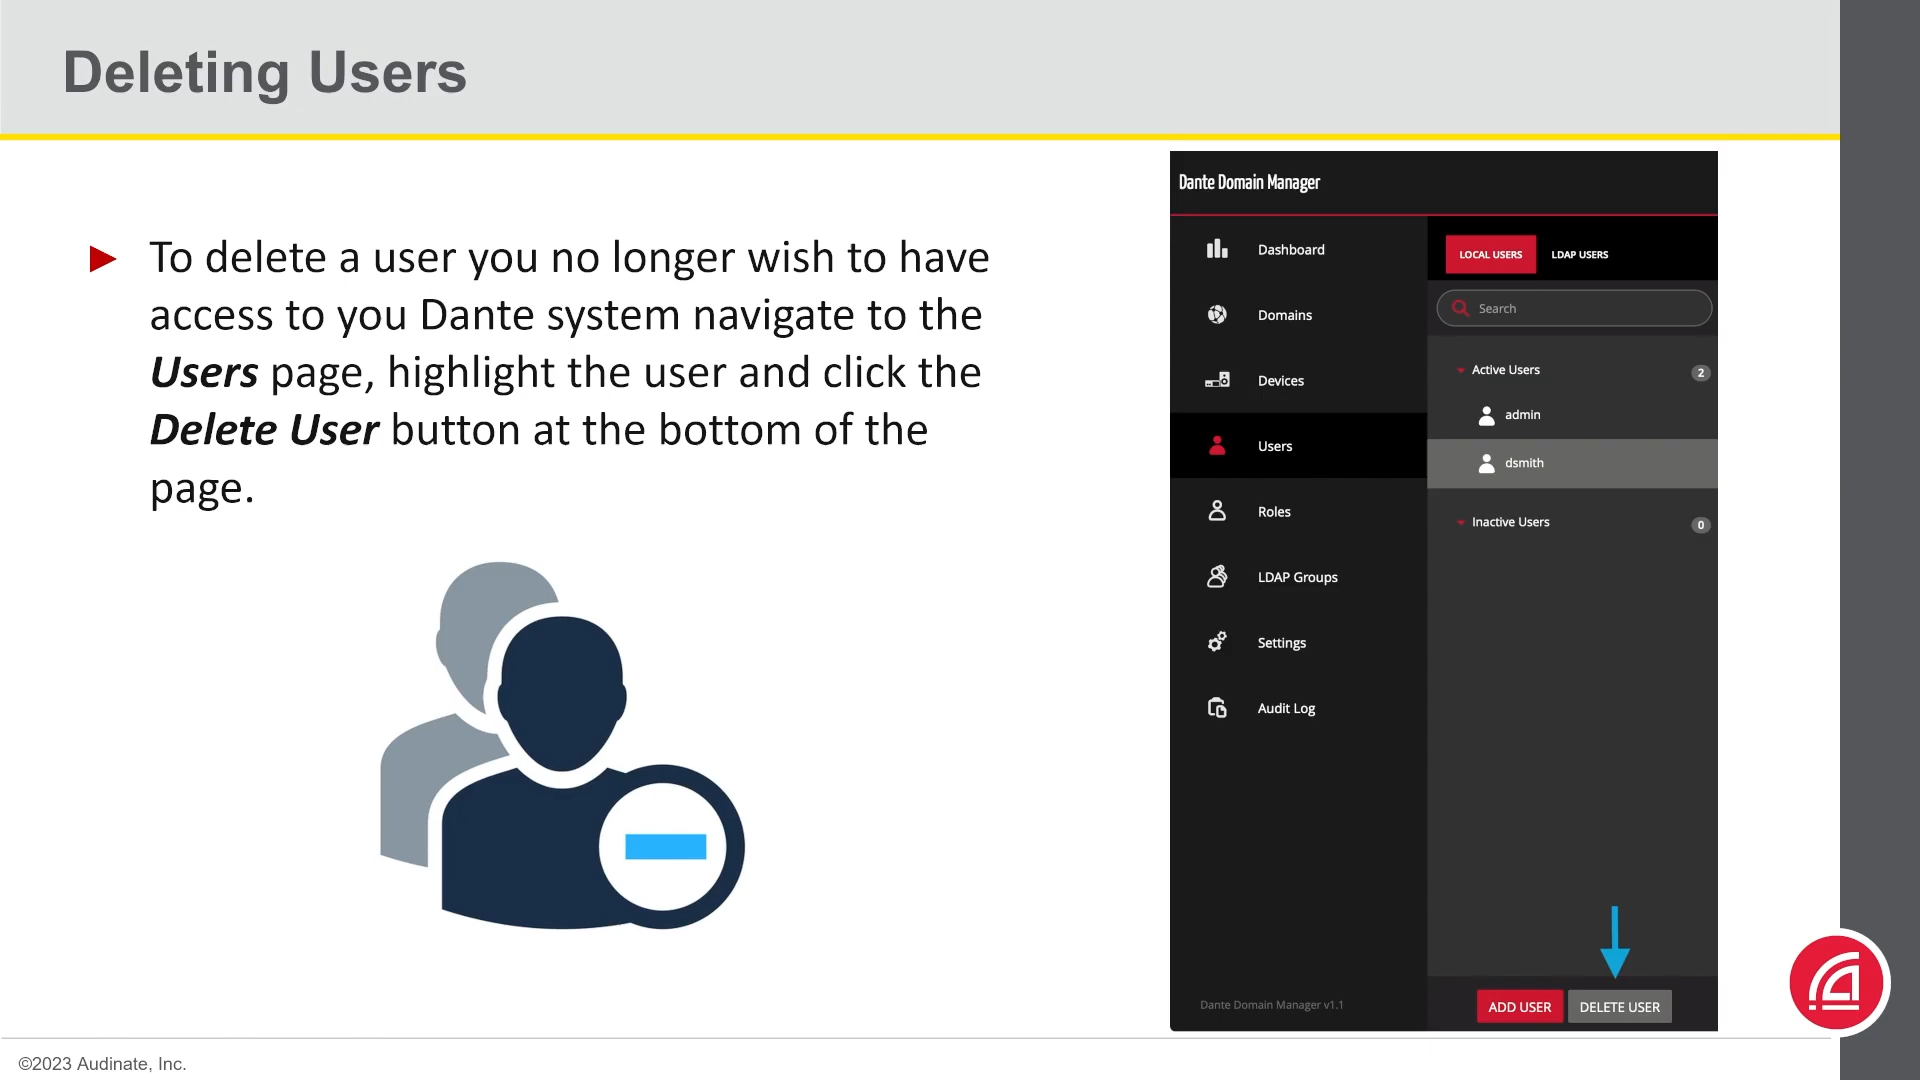 Deleting Users
► To delete a user you no longer wish to have
access to you Dante system navigate to the
Users page, highlight the user and click the
Delete User button at the bottom of the
page.
Dante Domain Manager
Dashboard
Domains
Devices
Users
Roles
LDAP Groups
Settings
Audit Log
Dante Domain Manager v1.1
LOCAL USERS LDAP USERS
Search
Active Users 2
admin
dsmith
Inactive Users 0
ADD USER DELETE USER
©2023 Audinate, Inc.